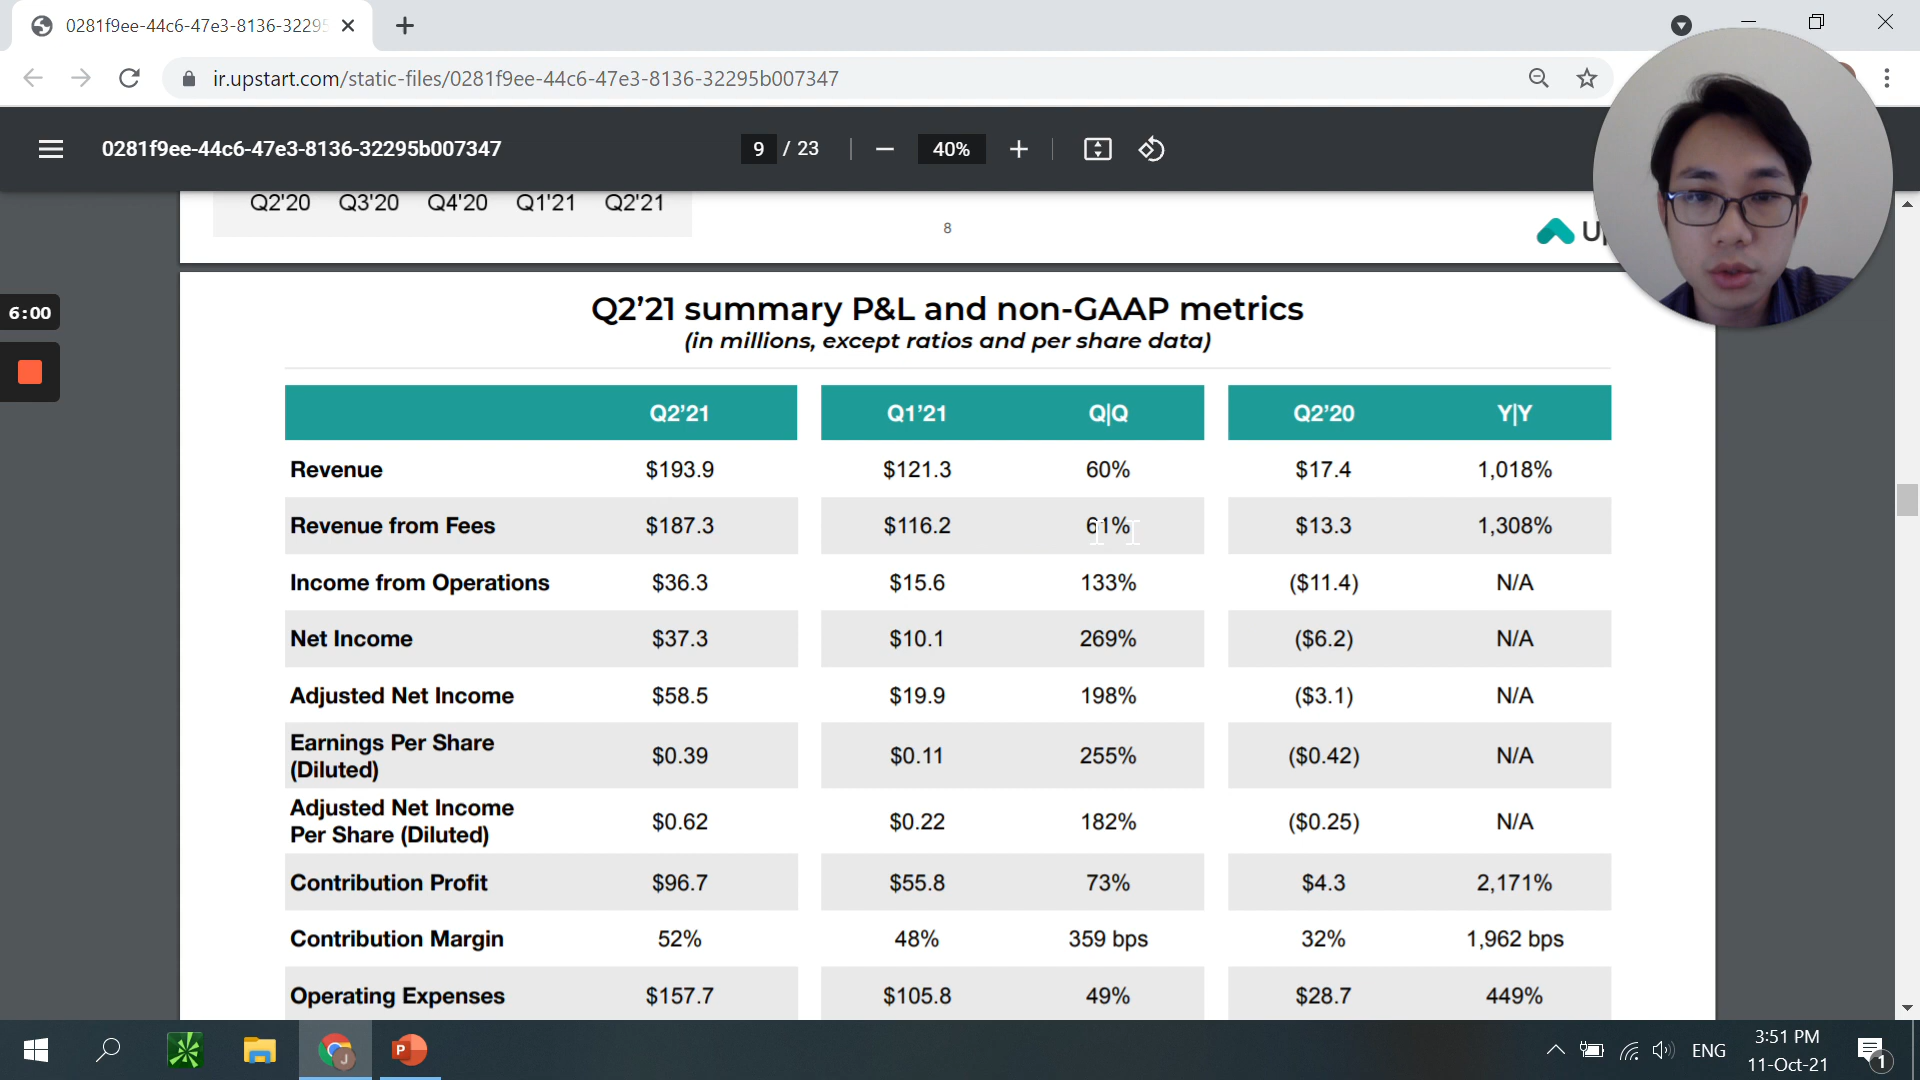 0281f9ee-44c6-47e3-8136-3229
ir.upstart.com/static-files/0281f9ee-44c6-47e3-8136-32295b007347
0281f9ee-44c6-47e3-8136-32295b007347
9 / 23
40%
Q2'20 Q3'20 Q4'20 Q1'21 Q2'21
8
Up
6:00
Q2’21 summary P&L and non-GAAP metrics
(in millions, except ratios and per share data)
Q2’21 Q1’21 Q|Q Q2’20 Y|Y
Revenue $193.9 $121.3 60% $17.4 1,018%
Revenue from Fees $187.3 $116.2 61% $13.3 1,308%
Income from Operations $36.3 $15.6 133% ($11.4) N/A
Net Income $37.3 $10.1 269% ($6.2) N/A
Adjusted Net Income $58.5 $19.9 198% ($3.1) N/A
Earnings Per Share
(Diluted) $0.39 $0.11 255% ($0.42) N/A
Adjusted Net Income
Per Share (Diluted) $0.62 $0.22 182% ($0.25) N/A
Contribution Profit $96.7 $55.8 73% $4.3 2,171%
Contribution Margin 52% 48% 359 bps 32% 1,962 bps
Operating Expenses $157.7 $105.8 49% $28.7 449%
J
P
ENG
3:51 PM
11-Oct-21
1